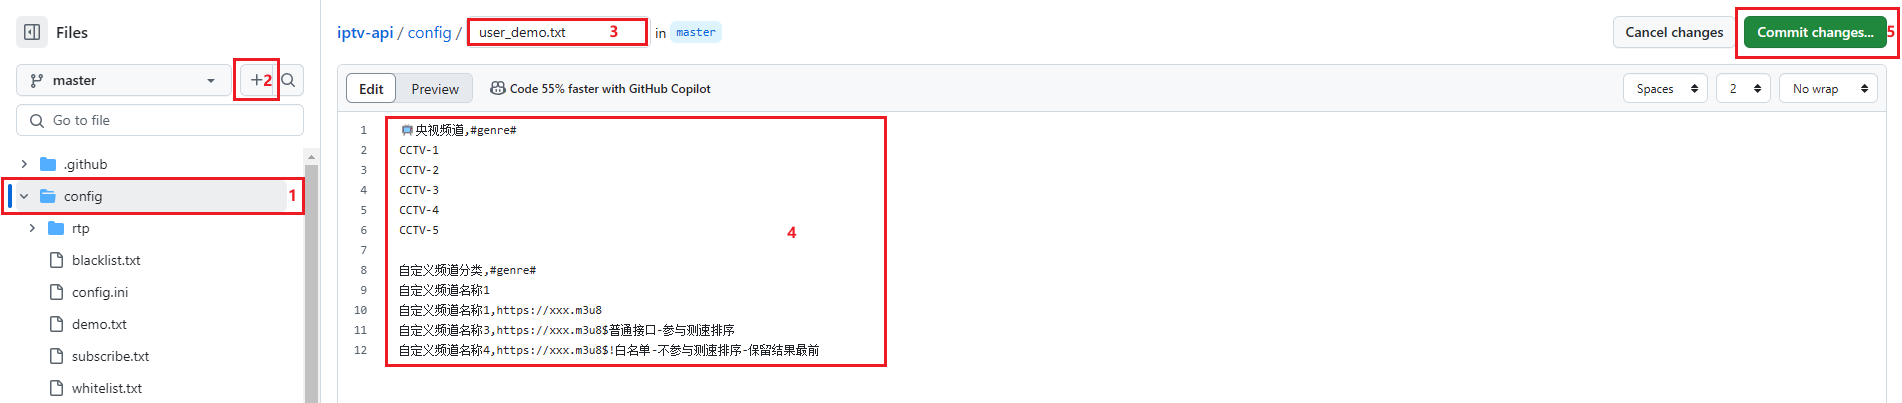 Files
master
2
Go to file
.github
config 1
rtp
blacklist.txt
config.ini
demo.txt
subscribe.txt
whitelist.txt
iptv-api / config / user_demo.txt 3 in master
Cancel changes
Commit changes... 5
Edit
Preview
Code 55% faster with GitHub Copilot
Spaces
2
No wrap
1 📺央视频道,#genre#
2 CCTV-1
3 CCTV-2
4 CCTV-3
5 CCTV-4
6 CCTV-5
4
7
8 自定义频道分类,#genre#
9 自定义频道名称1
10 自定义频道名称1,https://xxx.m3u8
11 自定义频道名称3,https://xxx.m3u8$普通接口-参与测速排序
12 自定义频道名称4,https://xxx.m3u8$!白名单-不参与测速排序-保留结果最前